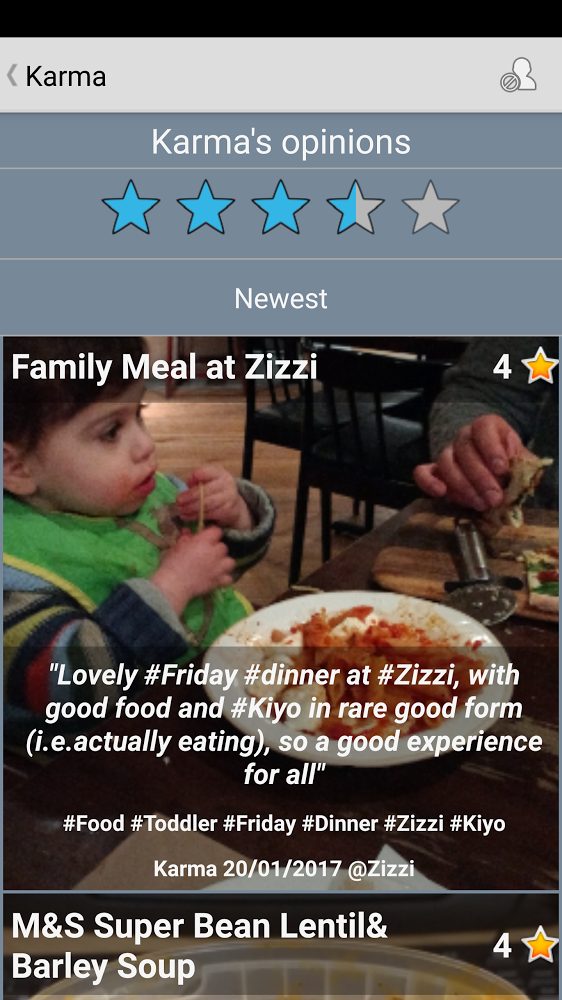 Karma
Karma's opinions
Newest
Family Meal at Zizzi
4
"Lovely #Friday #dinner at #Zizzi, with
good food and #Kiyo in rare good form
(i.e.actually eating), so a good experience
for all"
#Food #Toddler #Friday #Dinner #Zizzi #Kiyo
Karma 20/01/2017 @Zizzi
M&S Super Bean Lentil&
Barley Soup
4